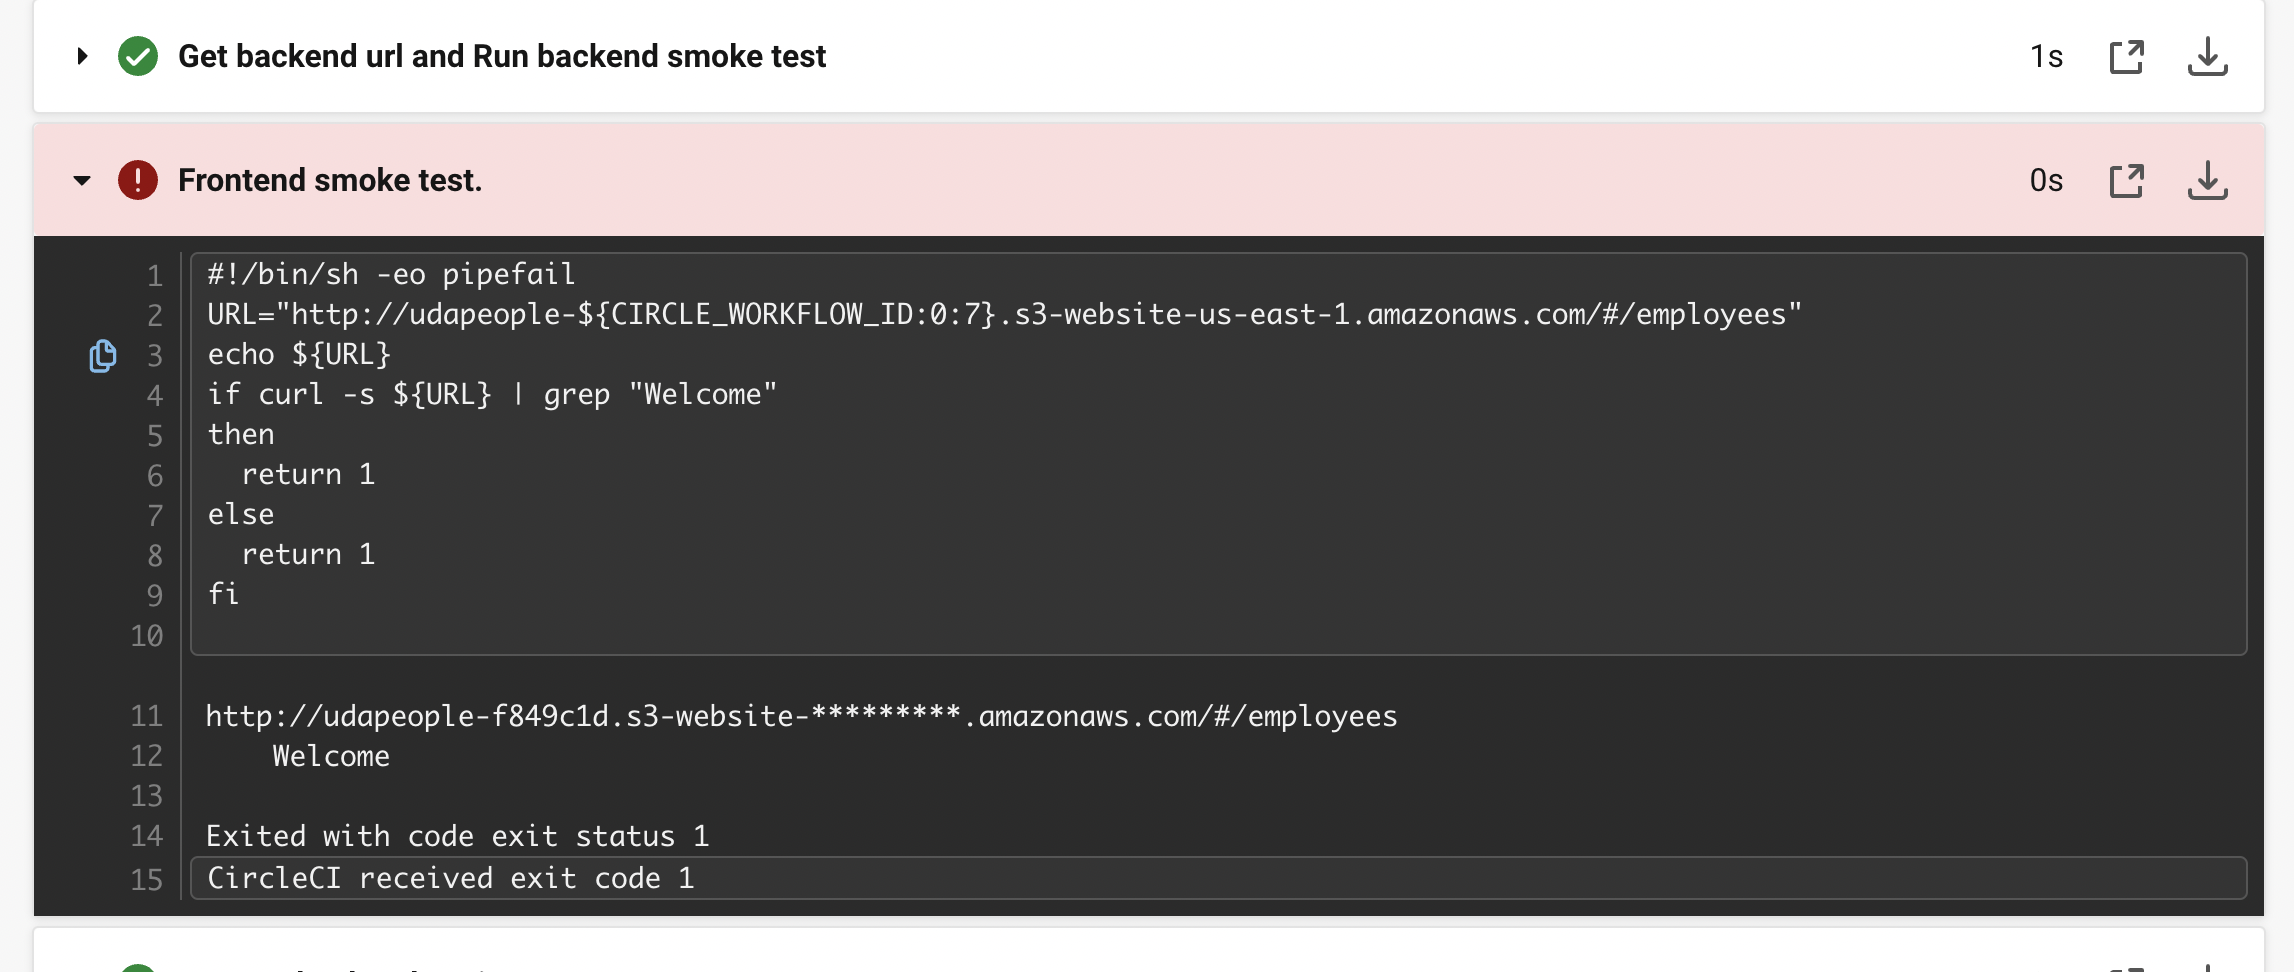 Get backend url and Run backend smoke test 1s
Frontend smoke test. 0s
1 #!/bin/sh -eo pipefail
2 URL="http://udapeople-${CIRCLE_WORKFLOW_ID:0:7}.s3-website-us-east-1.amazonaws.com/#/employees"
3 echo ${URL}
4 if curl -s ${URL} | grep "Welcome"
5 then
6   return 1
7 else
8   return 1
9 fi
10
11 http://udapeople-f849c1d.s3-website-*********.amazonaws.com/#/employees
12     Welcome
13
14 Exited with code exit status 1
15 CircleCI received exit code 1